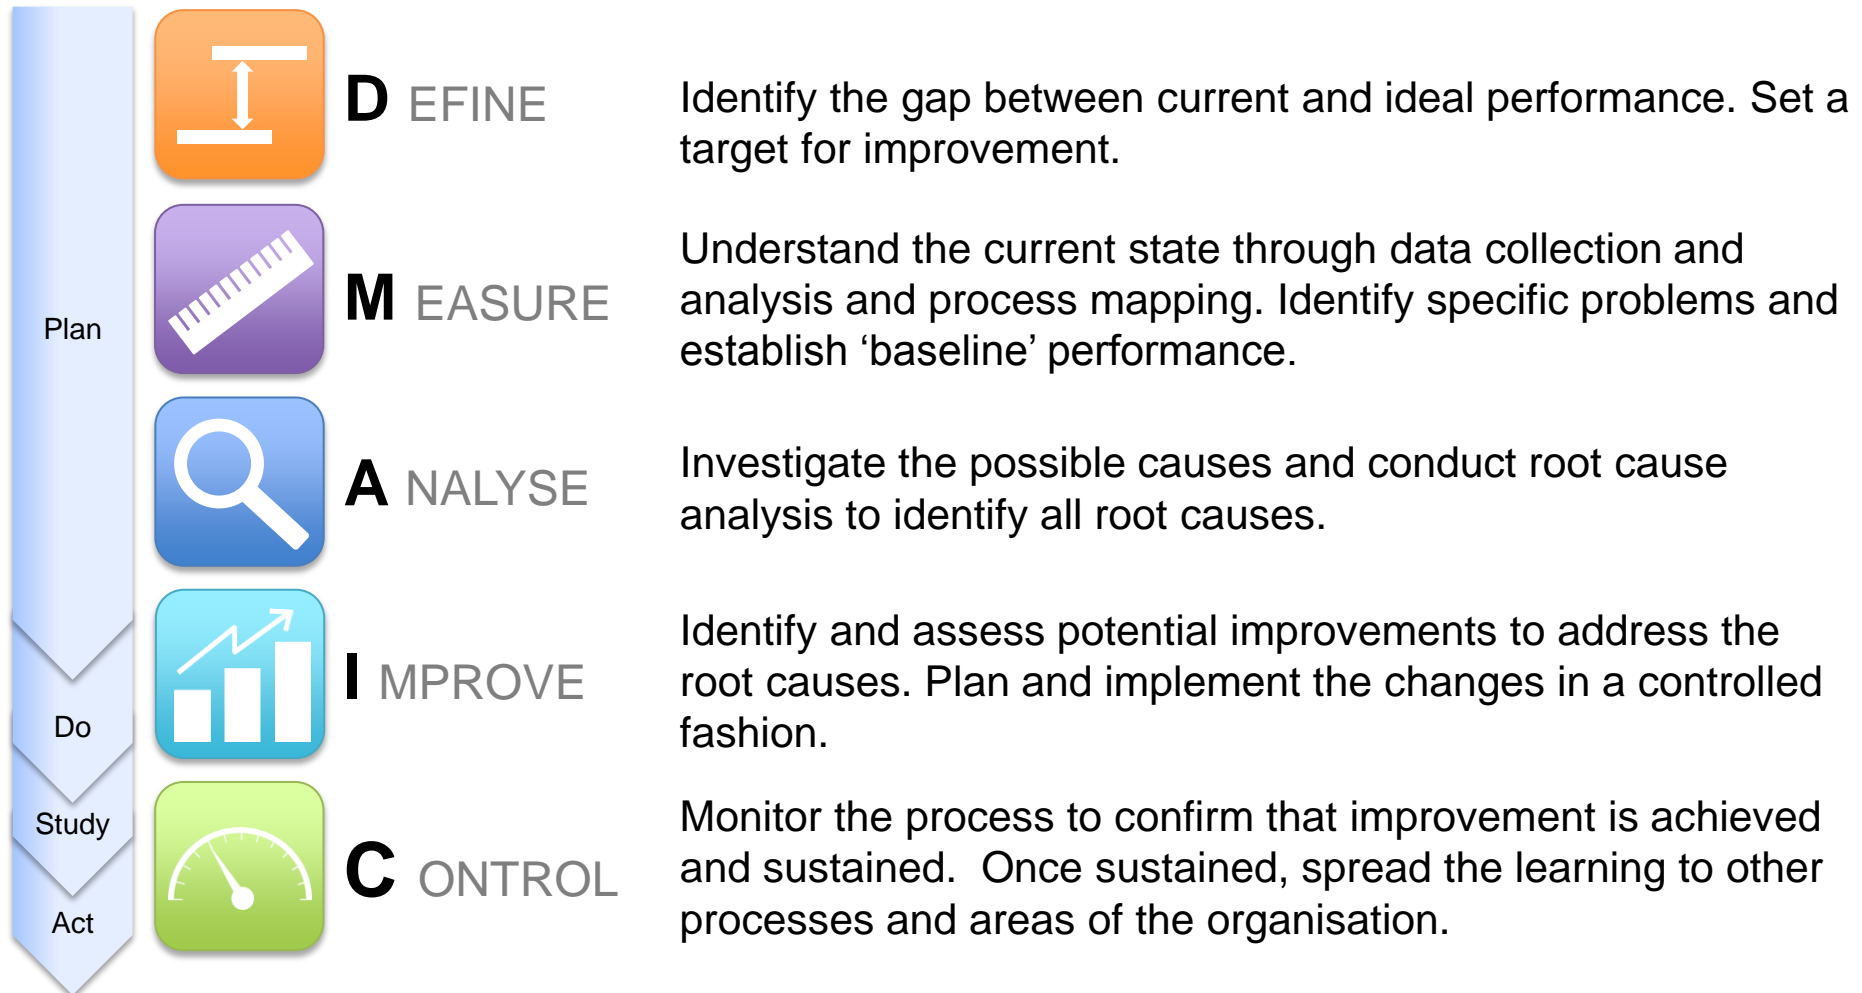 Plan
Do
Study
Act
D EFINE
Identify the gap between current and ideal performance. Set a
target for improvement.
M EASURE
Understand the current state through data collection and
analysis and process mapping. Identify specific problems and
establish ‘baseline’ performance.
A NALYSE
Investigate the possible causes and conduct root cause
analysis to identify all root causes.
I MPROVE
Identify and assess potential improvements to address the
root causes. Plan and implement the changes in a controlled
fashion.
C ONTROL
Monitor the process to confirm that improvement is achieved
and sustained.  Once sustained, spread the learning to other
processes and areas of the organisation.